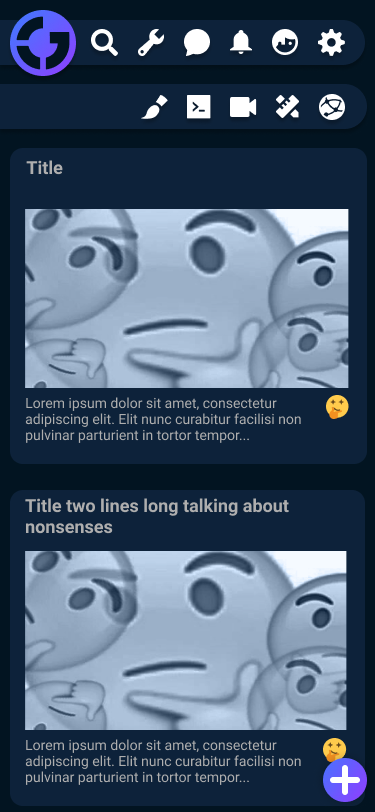 Title
Lorem ipsum dolor sit amet, consectetur
adipiscing elit. Elit nunc curabitur facilisi non
pulvinar parturient in tortor tempor...
Title two lines long talking about
nonsenses
Lorem ipsum dolor sit amet, consectetur
adipiscing elit. Elit nunc curabitur facilisi non
pulvinar parturient in tortor tempor...